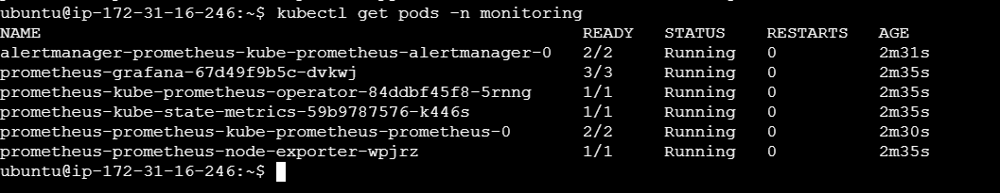 ubuntu@ip-172-31-16-246:~$ kubectl get pods -n monitoring
NAME READY STATUS RESTARTS AGE
alertmanager-prometheus-kube-prometheus-alertmanager-0 2/2 Running 0 2m31s
prometheus-grafana-67d49f9b5c-dvkwj 3/3 Running 0 2m35s
prometheus-kube-prometheus-operator-84ddbf45f8-5rnng 1/1 Running 0 2m35s
prometheus-kube-state-metrics-59b9787576-k446s 1/1 Running 0 2m35s
prometheus-prometheus-kube-prometheus-prometheus-0 2/2 Running 0 2m30s
prometheus-prometheus-node-exporter-wpjrz 1/1 Running 0 2m35s
ubuntu@ip-172-31-16-246:~$